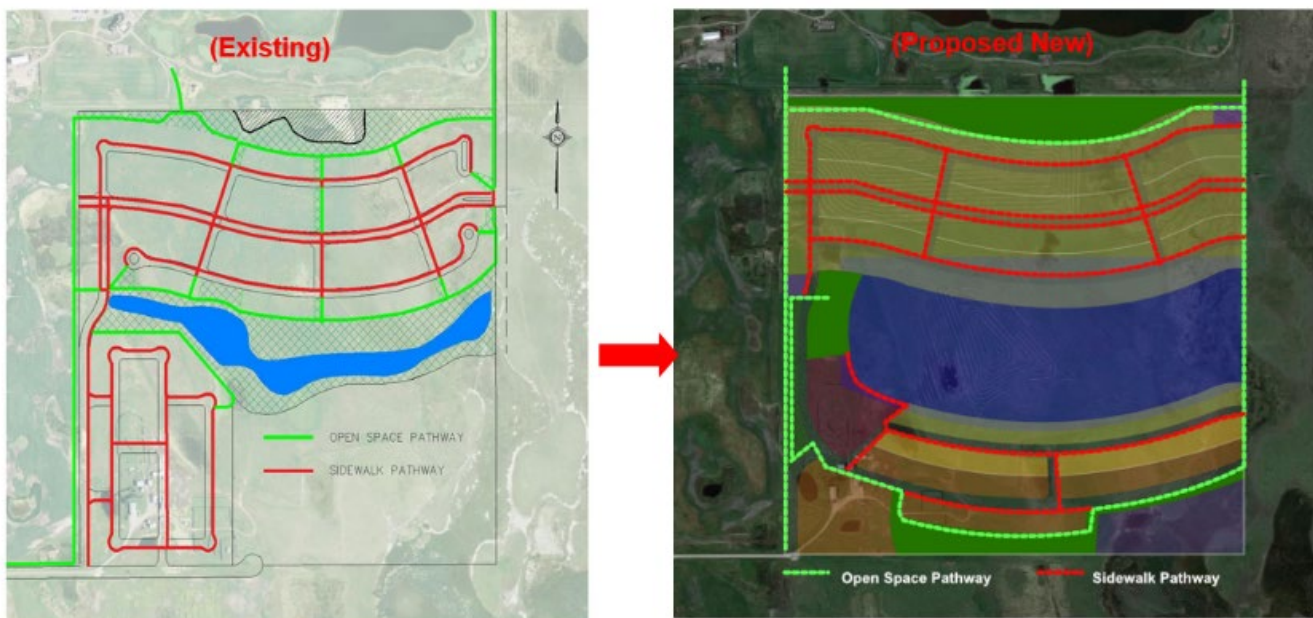 (Existing)
(Proposed New)
N
OPEN SPACE PATHWAY
SIDEWALK PATHWAY
Open Space Pathway
Sidewalk Pathway